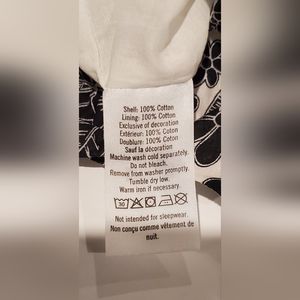 Shell: 100% Cotton
Lining: 100% Cotton
Exclusive of decoration
Extérieur: 100% Coton
Doublure: 100% Coton
Sauf la décoration
Machine wash cold separately.
Do not bleach.
Remove from washer promptly.
Tumble dry low.
Warm iron if necessary.
30
Not intended for sleepwear.
Non conçu comme vêtement de
nuit.